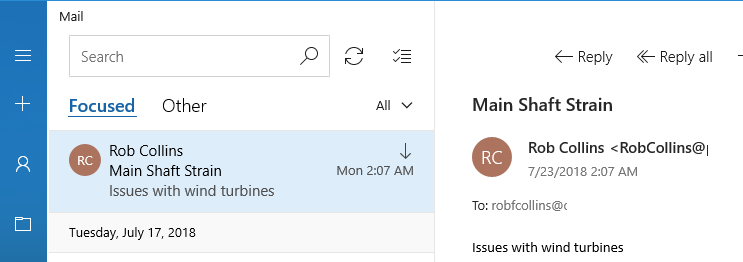 Mail
Search
Focused Other All
RC
Rob Collins
Main Shaft Strain
Mon 2:07 AM
Issues with wind turbines
Tuesday, July 17, 2018
Reply Reply all
Main Shaft Strain
RC
Rob Collins <RobCollins@
7/23/2018 2:07 AM
To: robfcollins@
Issues with wind turbines